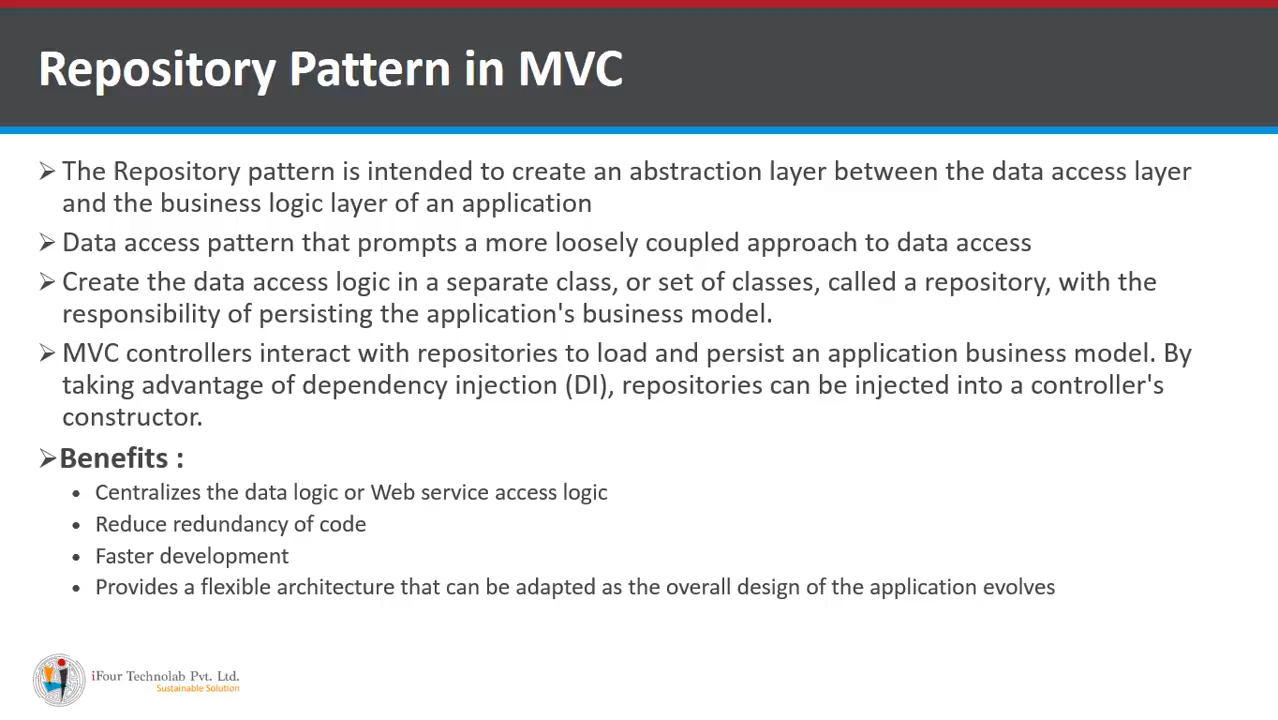 Repository Pattern in MVC
➢ The Repository pattern is intended to create an abstraction layer between the data access layer
and the business logic layer of an application
➢ Data access pattern that prompts a more loosely coupled approach to data access
➢ Create the data access logic in a separate class, or set of classes, called a repository, with the
responsibility of persisting the application's business model.
➢ MVC controllers interact with repositories to load and persist an application business model. By
taking advantage of dependency injection (DI), repositories can be injected into a controller's
constructor.
➢ Benefits :
• Centralizes the data logic or Web service access logic
• Reduce redundancy of code
• Faster development
• Provides a flexible architecture that can be adapted as the overall design of the application evolves
iFour Technolab Pvt. Ltd.
Sustainable Solution